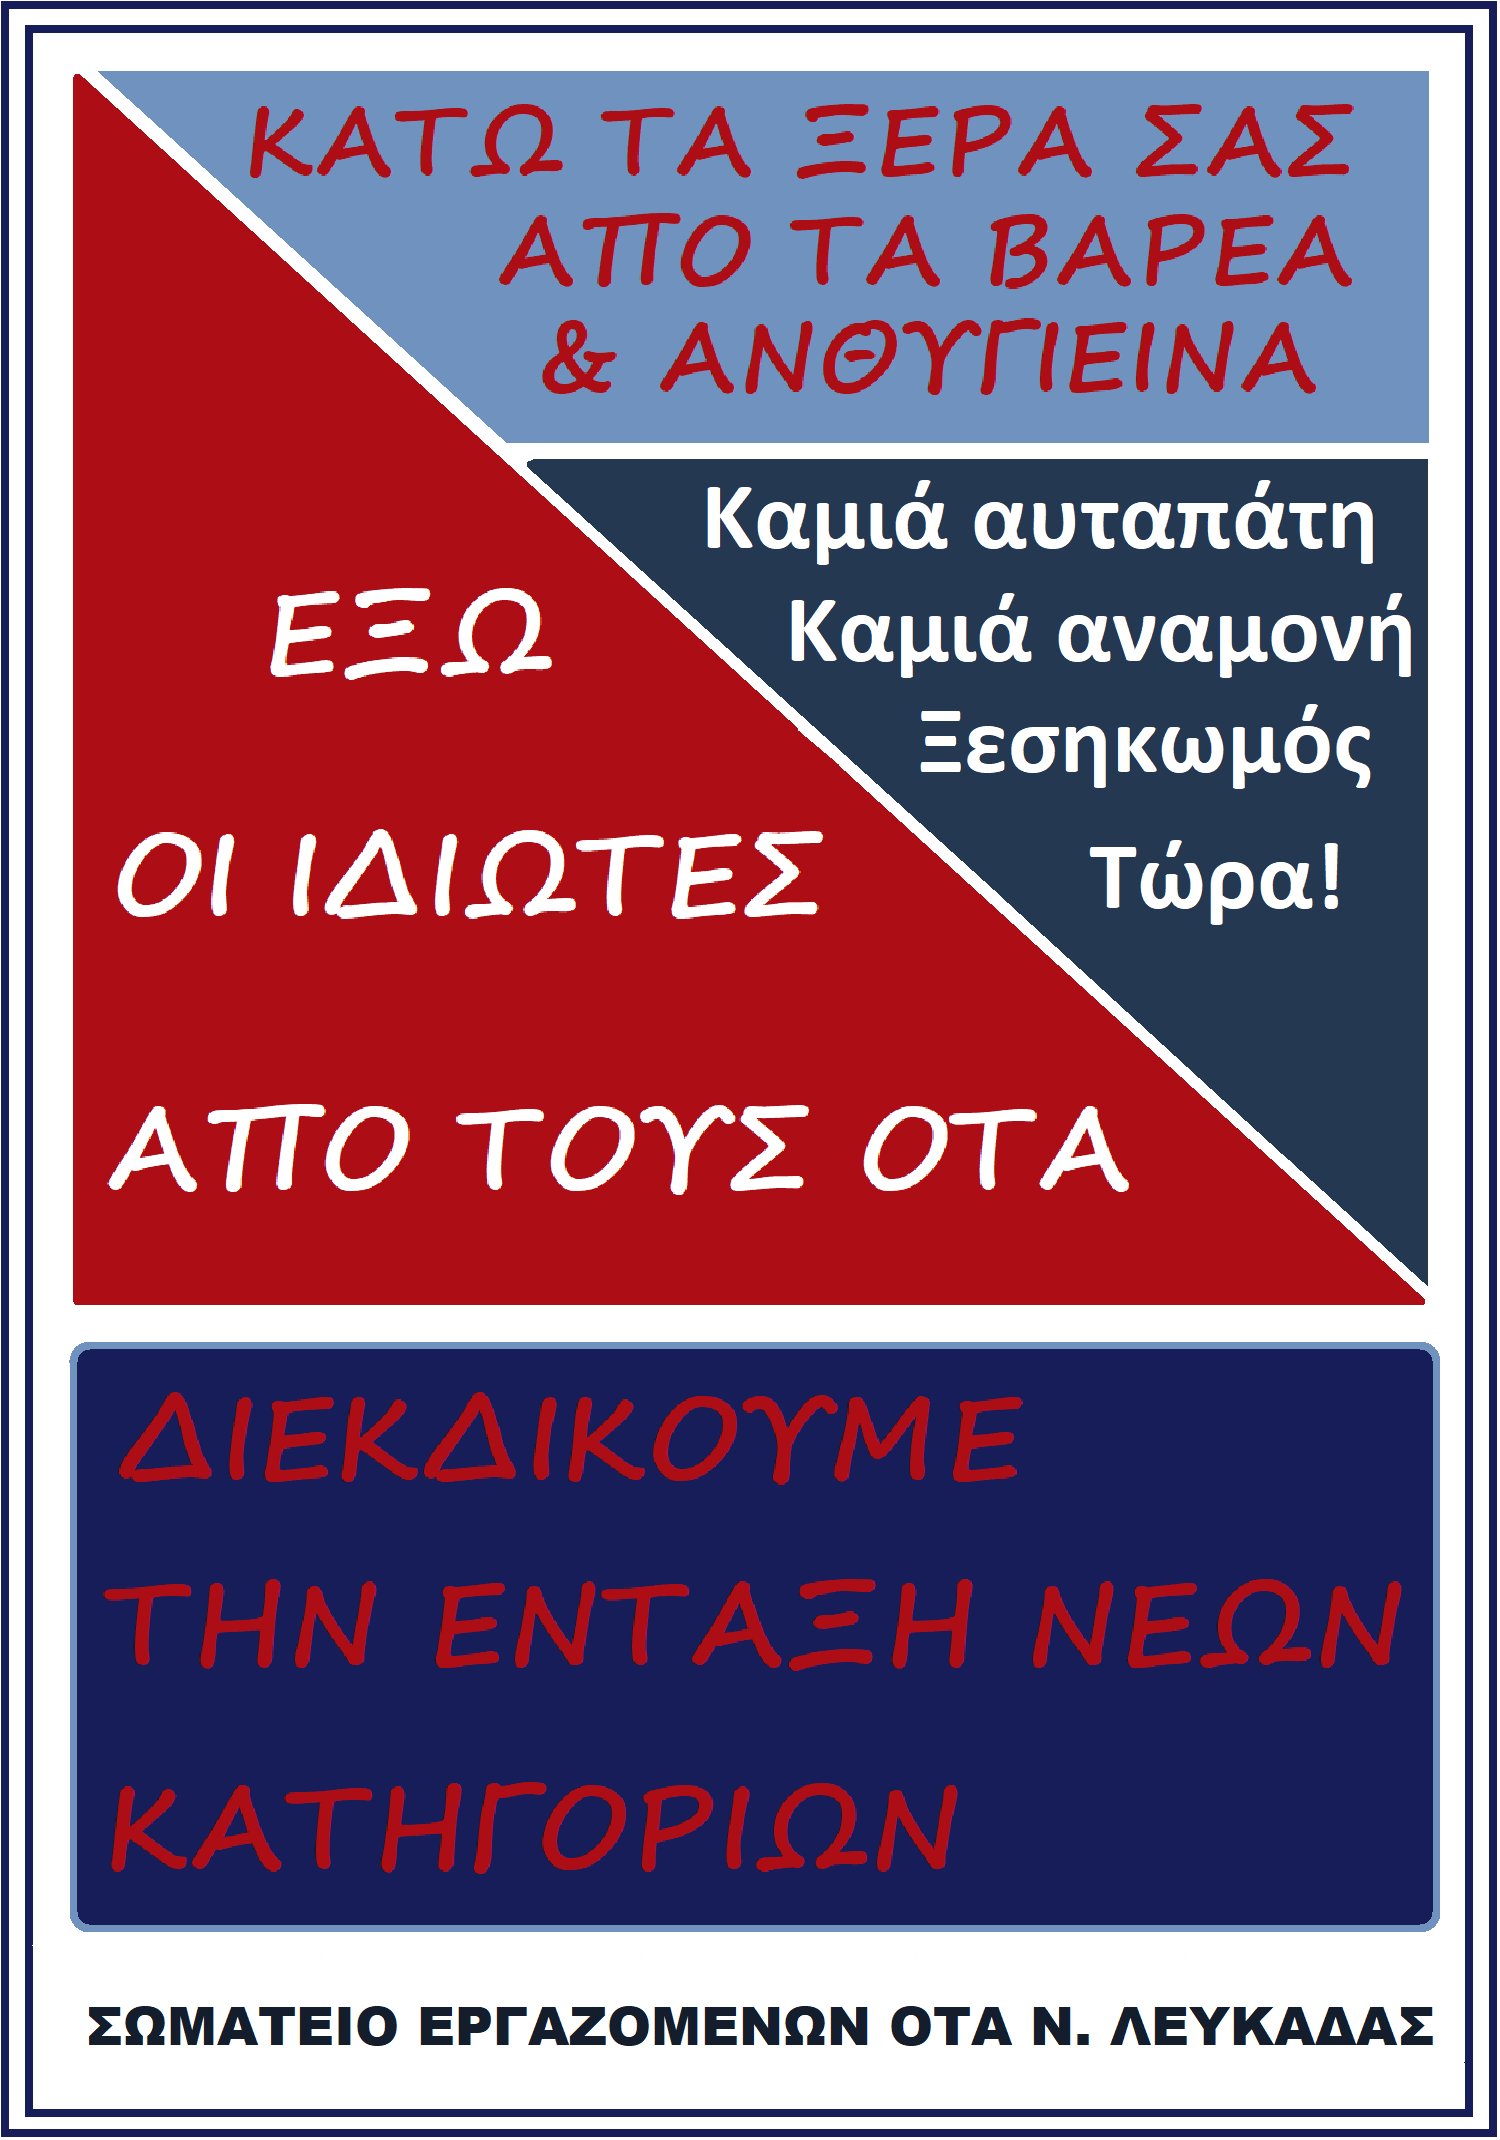 ΚΑΤΩ ΤΑ ΞΕΡΑ ΣΑΣ
ΑΠΟ ΤΑ ΒΑΡΕΑ
& ΑΝΘΥΓΙΕΙΝΑ
Καμιά αυταπάτη
Καμιά αναμονή
Ξεσηκωμός
Τώρα!
ΕΞΩ
ΟΙ ΙΔΙΩΤΕΣ
ΑΠΟ ΤΟΥΣ ΟΤΑ
ΔΙΕΚΔΙΚΟΥΜΕ
ΤΗΝ ΕΝΤΑΞΗ ΝΕΩΝ
ΚΑΤΗΓΟΡΙΩΝ
ΣΩΜΑΤΕΙΟ ΕΡΓΑΖΟΜΕΝΩΝ ΟΤΑ Ν. ΛΕΥΚΑΔΑΣ